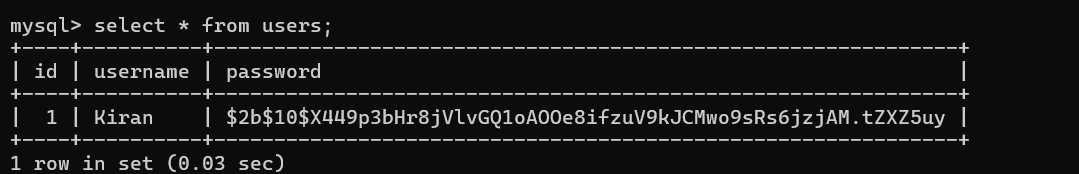 mysql> select * from users;
+----+----------+--------------------------------------------------------------+
| id | username | password                                                     |
+----+----------+--------------------------------------------------------------+
|  1 | Kiran    | $2b$10$X449p3bHr8jVlvGQ1oAOOe8ifzuV9kJCMwo9sRs6jzjAM.tZXZ5uy |
+----+----------+--------------------------------------------------------------+
1 row in set (0.03 sec)